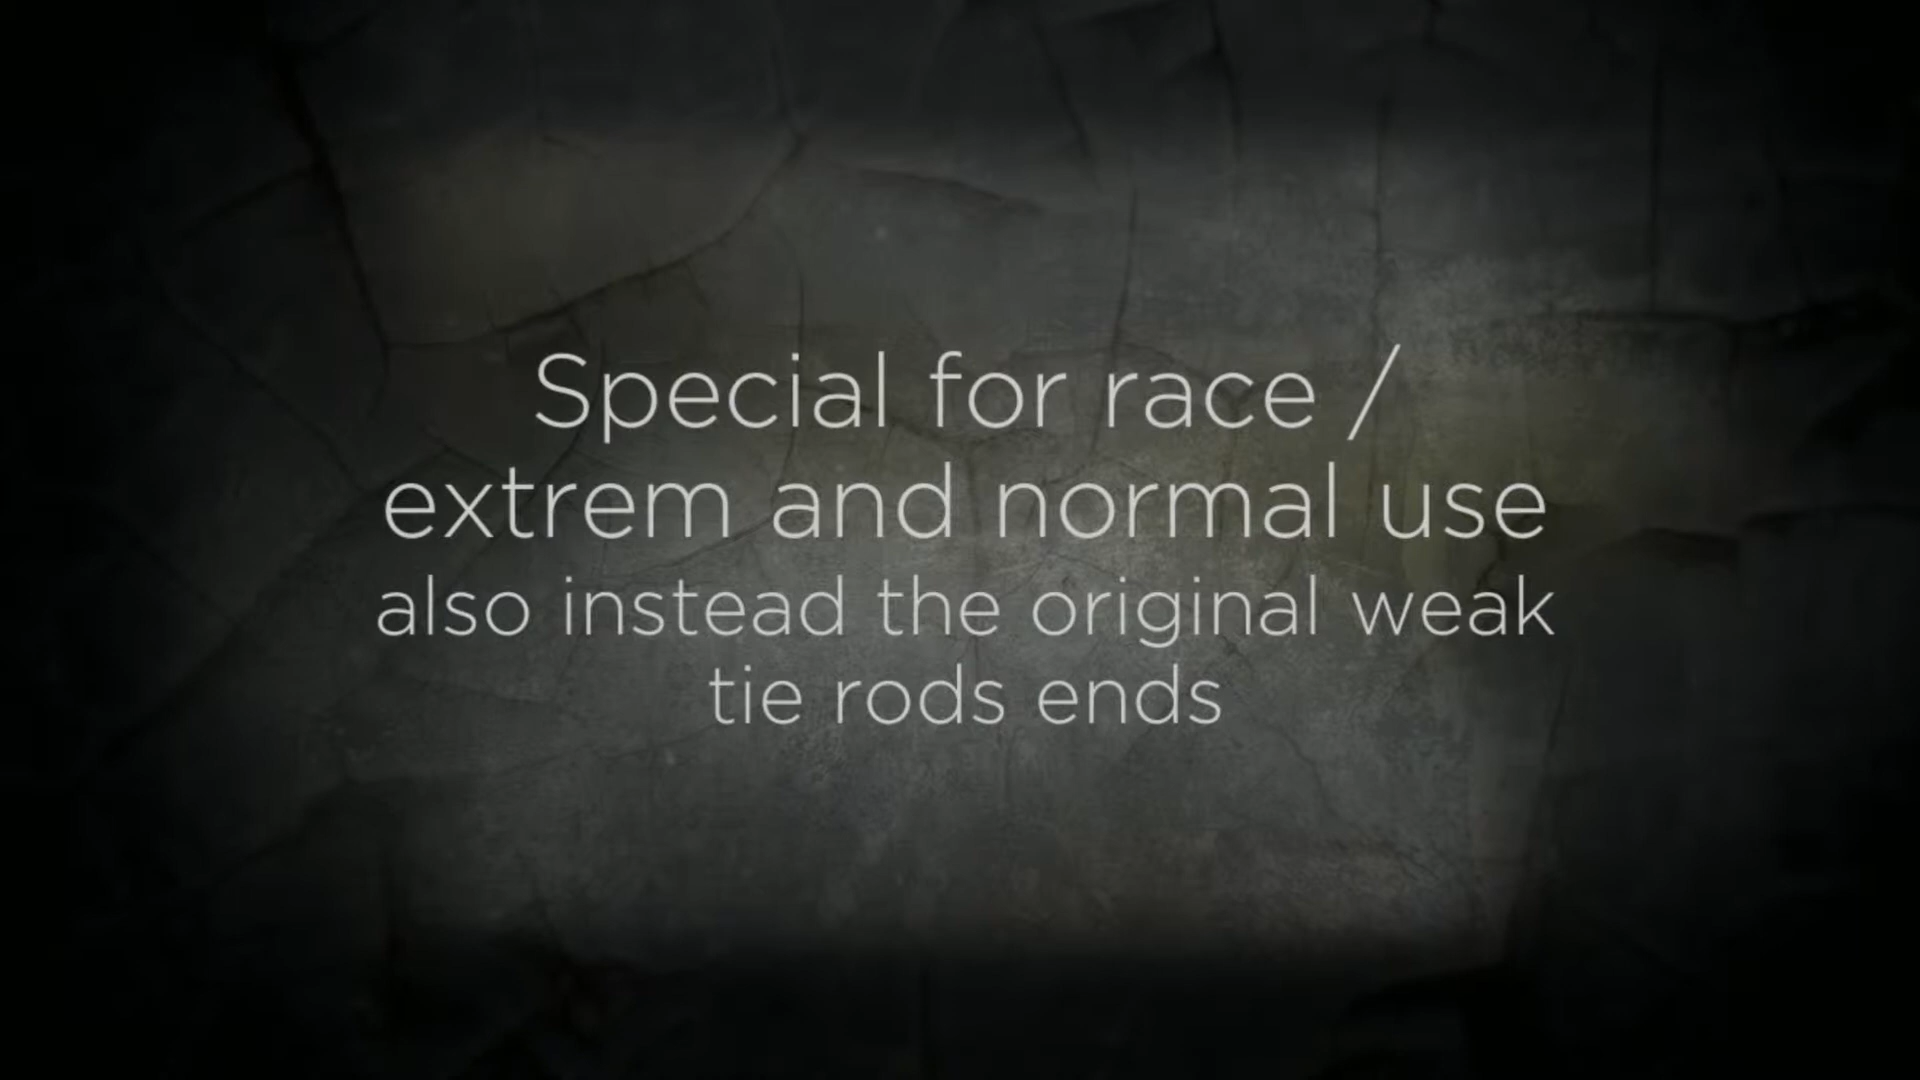 Special for race /
extrem and normal use
also instead the original weak
tie rods ends